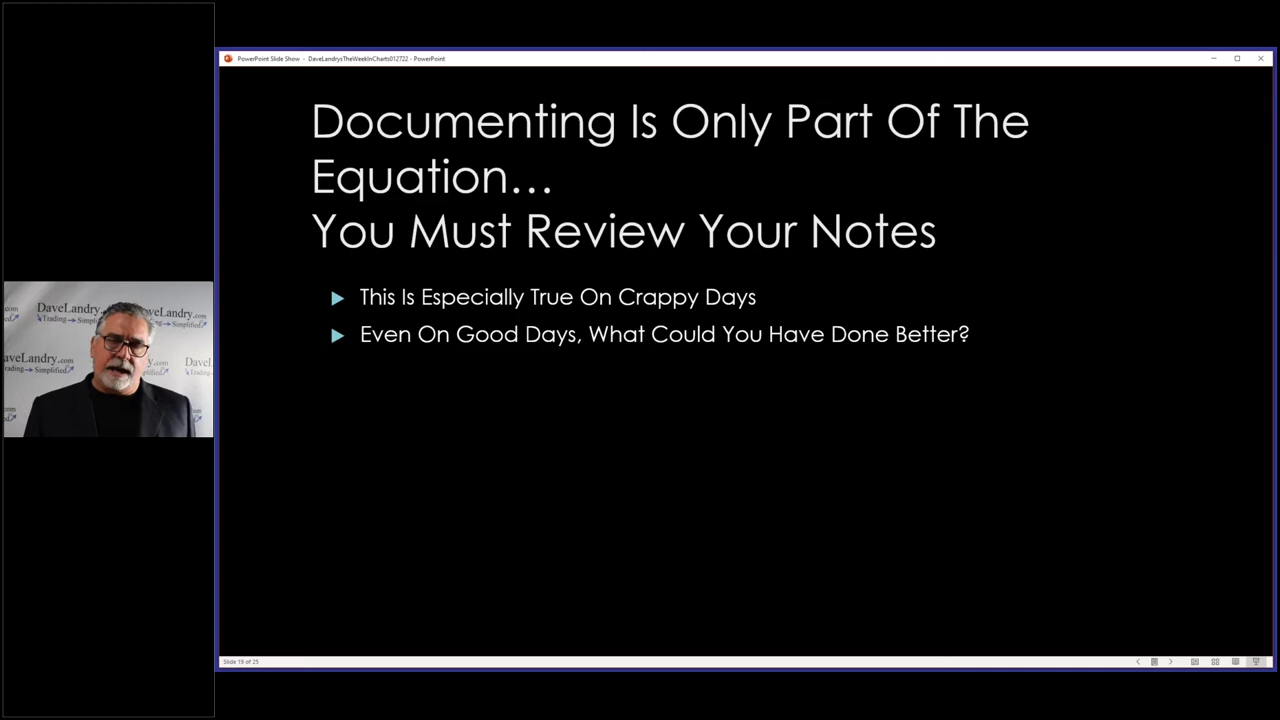 PowerPoint Slide Show - DaveLandrysTheWeekInCharts012722 - PowerPoint
Documenting Is Only Part Of The
Equation…
You Must Review Your Notes
This Is Especially True On Crappy Days
Even On Good Days, What Could You Have Done Better?
DaveLandry.com
Trading Simplified
Slide 19 of 25